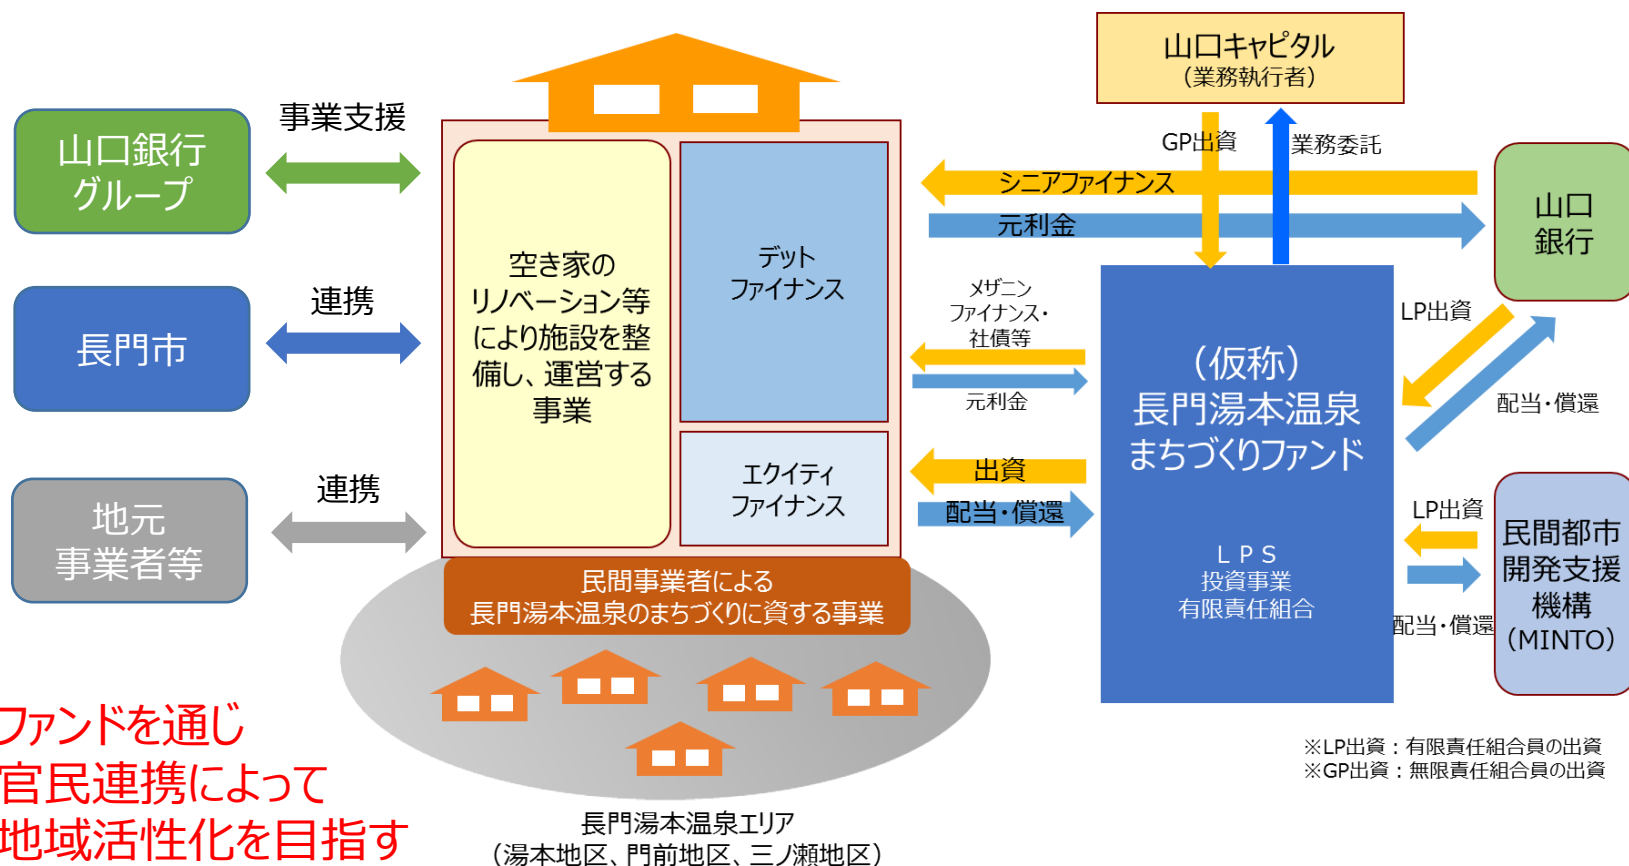 山口銀行
グループ
事業支援
長門市
連携
地元
事業者等
連携
空き家の
リノベーション等
により施設を整
備し、運営する
事業
デット
ファイナンス
エクイティ
ファイナンス
民間事業者による
長門湯本温泉のまちづくりに資する事業
長門湯本温泉エリア
（湯本地区、門前地区、三ノ瀬地区）
ファンドを通じ
官民連携によって
地域活性化を目指す
山口キャピタル
（業務執行者）
GP出資
業務委託
シニアファイナンス
元利金
メザニン
ファイナンス・
社債等
元利金
出資
配当・償還
（仮称）
長門湯本温泉
まちづくりファンド
ＬＰＳ
投資事業
有限責任組合
山口
銀行
LP出資
配当・償還
LP出資
配当・償還
民間都市
開発支援
機構
（MINTO）
※LP出資：有限責任組合員の出資
※GP出資：無限責任組合員の出資